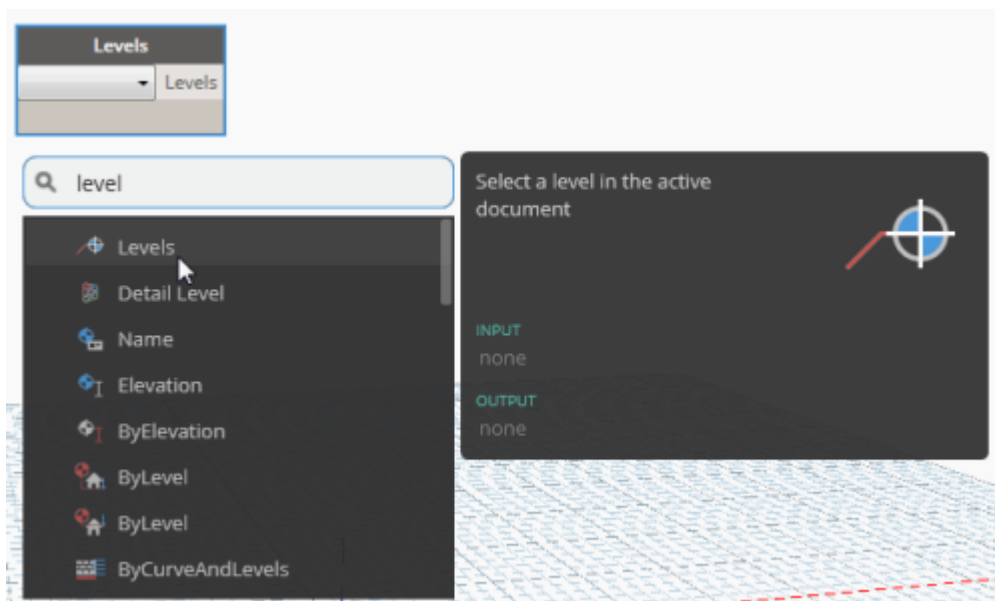 Levels
Levels
level
Select a level in the active
document
Levels
Detail Level
Name
INPUT
none
Elevation
OUTPUT
none
ByElevation
ByLevel
ByLevel
ByCurveAndLevels